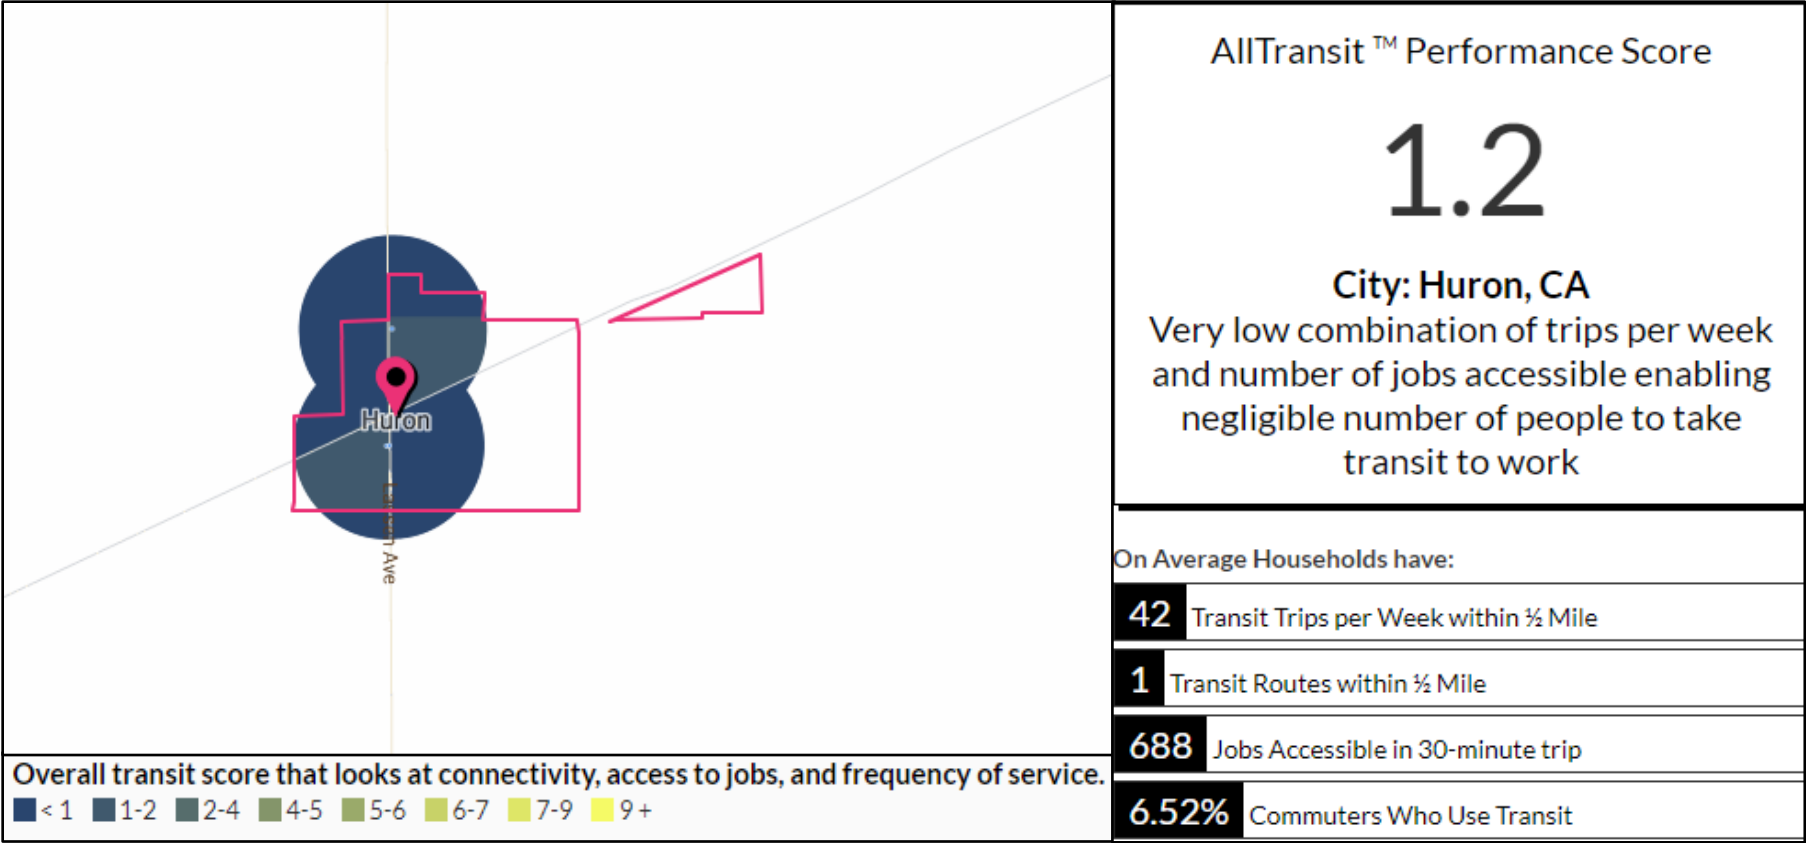 AllTransit ™ Performance Score
1.2
City: Huron, CA
Very low combination of trips per week
and number of jobs accessible enabling
negligible number of people to take
transit to work
On Average Households have:
42 Transit Trips per Week within ½ Mile
1 Transit Routes within ½ Mile
688 Jobs Accessible in 30-minute trip
6.52% Commuters Who Use Transit
Huron
Ave
Overall transit score that looks at connectivity, access to jobs, and frequency of service.
< 1 1-2 2-4 4-5 5-6 6-7 7-9 9 +